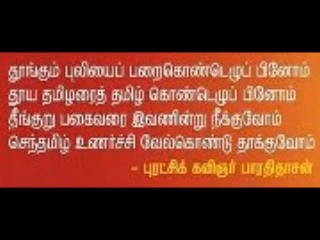 தூங்கும் புலியைப் பறைகொண்டெழுப் பினோம்
தூய தமிழரைத் தமிழ் கொண்டெழுப் பினோம்
தீங்குறு பகைவரை இவணின்று நீக்குவோம்
செந்தமிழ் உணர்ச்சி வேல்கொண்டு தாக்குவோம்
- புரட்சிக் கவிஞர் பாரதிதாசன்